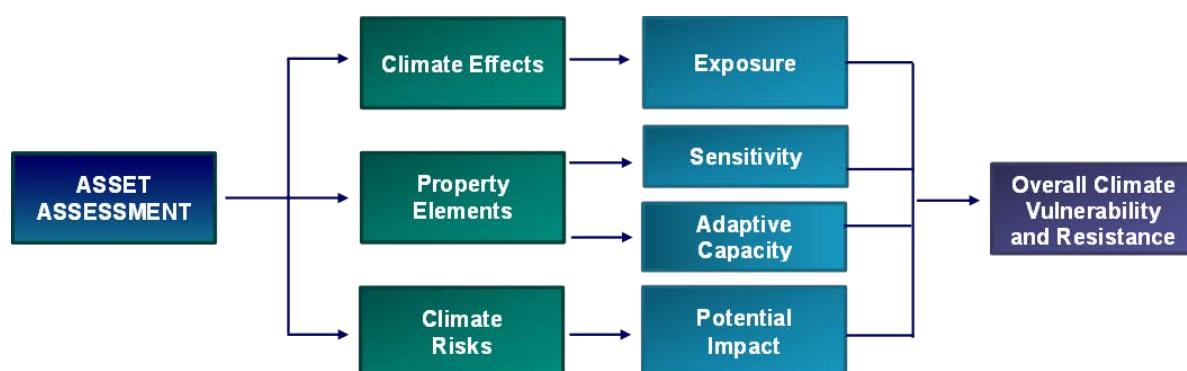 ASSET
ASSESSMENT
Climate Effects
Property
Elements
Climate
Risks
Exposure
Sensitivity
Adaptive
Capacity
Potential
Impact
Overall Climate
Vulnerability
and Resistance